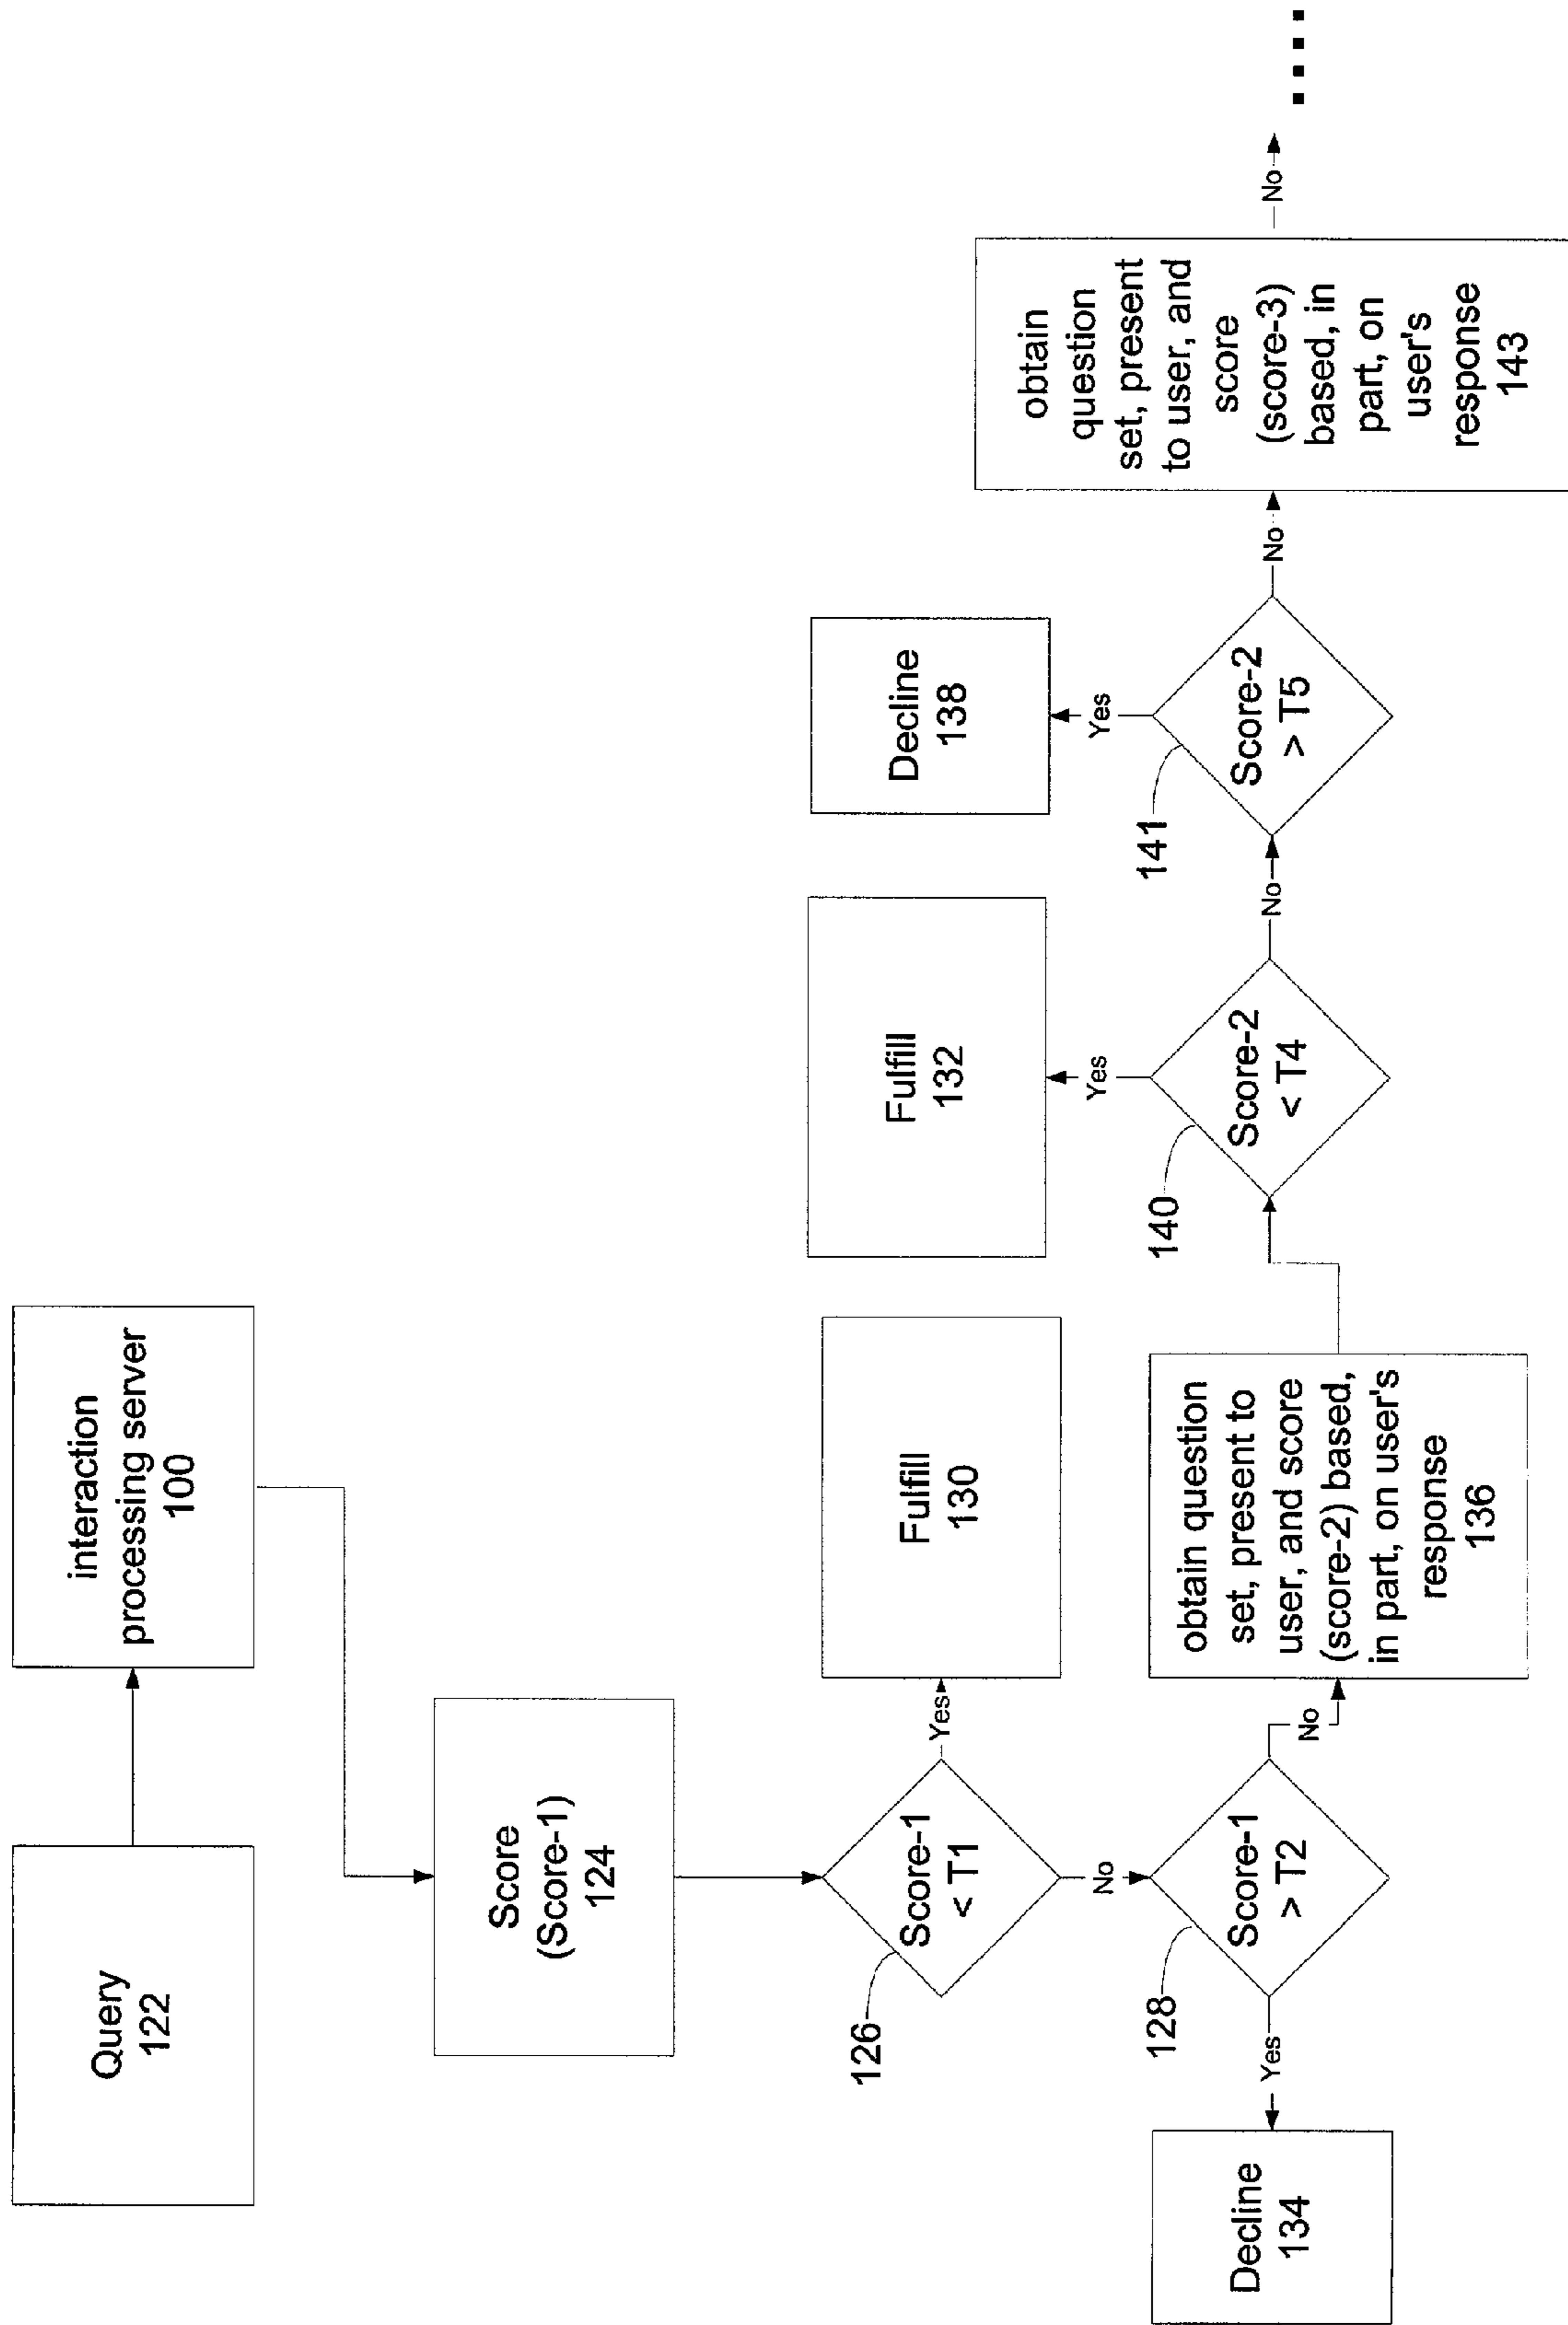 Query
122
interaction
processing server
100
Score
(Score-1)
124
126
Score-1
< T1
Yes
Fulfill
130
No
128
Score-1
> T2
Yes
Decline
134
No
obtain question
set, present to
user, and score
(score-2) based,
in part, on user's
response
136
140
Score-2
< T4
Yes
Fulfill
132
No
141
Score-2
> T5
Yes
Decline
138
No
obtain
question
set, present
to user, and
score
(score-3)
based, in
part, on
user's
response
143
No